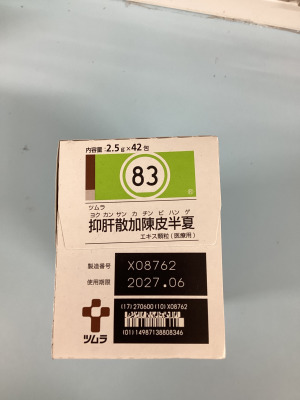 内容量 2.5g×42包
83
®
ツムラ
ヨク カン サン カ チン ピ ハン ゲ
抑肝散加陳皮半夏
エキス顆粒(医療用)
製造番号 X08762
使用期限 2027.06
(17)270600(10)X08762
(01)14987138808346
ツムラ